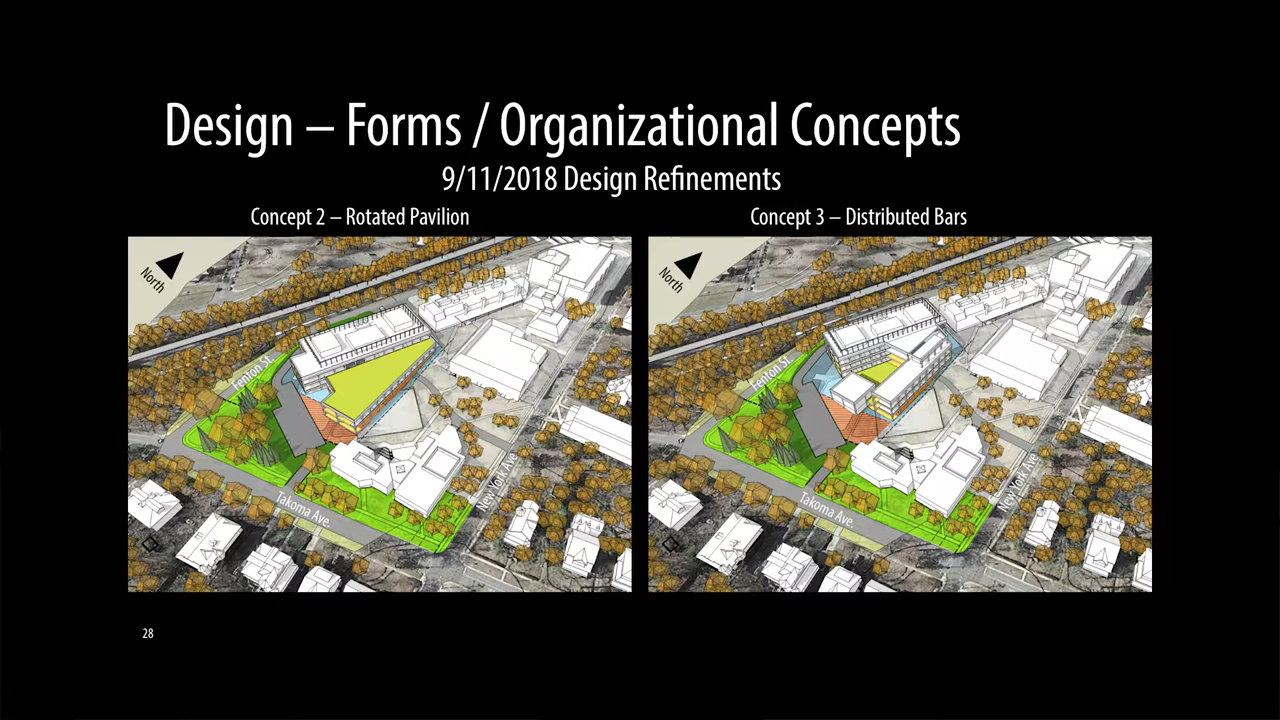 Design – Forms / Organizational Concepts
9/11/2018 Design Refinements
Concept 2 – Rotated Pavilion
Concept 3 – Distributed Bars
North
Fenton St.
Takoma Ave.
New York Ave
North
Fenton St.
Takoma Ave.
New York Ave
28